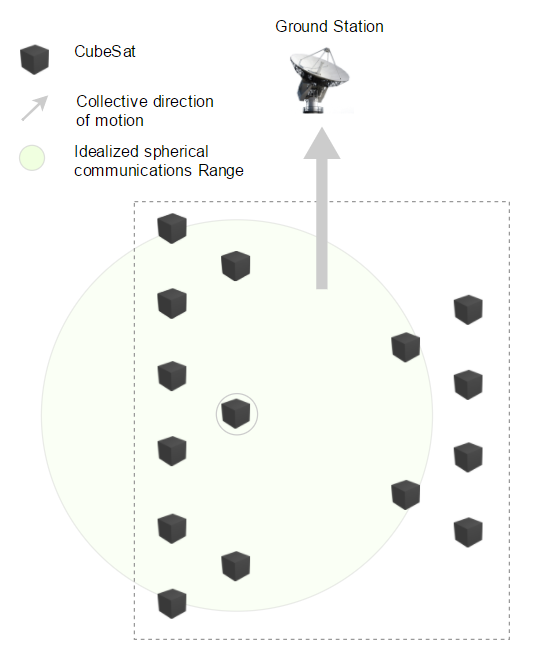 Ground Station
CubeSat
Collective direction
of motion
Idealized spherical
communications Range